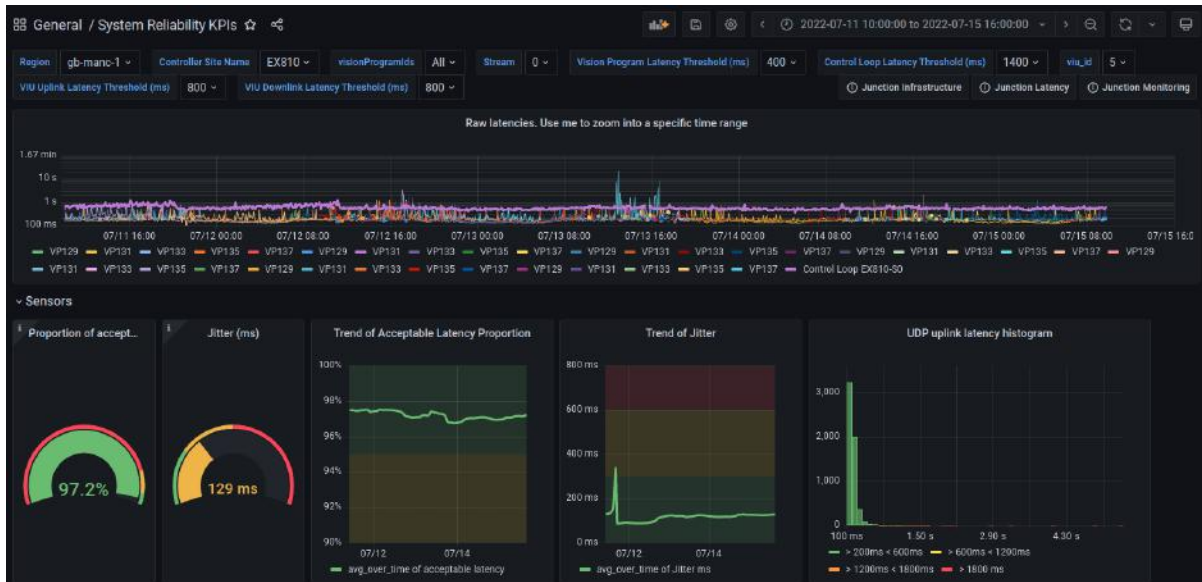 General / System Reliability KPIs
2022-07-11 10:00:00 to 2022-07-15 16:00:00
Region gb-manc-1 Controller Site Name EX810 visionProgramIds All Stream 0 Vision Program Latency Threshold (ms) 400 Control Loop Latency Threshold (ms) 1400 viu_id 5
VIU Uplink Latency Threshold (ms) 800 VIU Downlink Latency Threshold (ms) 800 Junction Infrastructure Junction Latency Junction Monitoring
Raw latencies. Use me to zoom into a specific time range
1.67 min
10 s
1 s
100 ms
07/11 16:00 07/12 00:00 07/12 08:00 07/12 16:00 07/13 00:00 07/13 08:00 07/13 16:00 07/14 00:00 07/14 08:00 07/14 16:00 07/15 00:00 07/15 08:00 07/15 16:0
VP129 VP131 VP133 VP135 VP137 VP129 VP131 VP133 VP135 VP137 VP129 VP131 VP133 VP135 VP137 VP129 VP131 VP133 VP135 VP137 VP129
VP131 VP133 VP135 VP137 VP129 VP131 VP133 VP135 VP137 VP129 VP131 VP133 VP135 VP137 Control Loop EX810-S0
Sensors
Proportion of accept...
97.2%
Jitter (ms)
129 ms
Trend of Acceptable Latency Proportion
100%
98%
96%
94%
92%
90%
07/12 07/14
avg_over_time of acceptable latency
Trend of Jitter
800 ms
600 ms
400 ms
200 ms
0 ms
07/12 07/14
avg_over_time of Jitter ms
UDP uplink latency histogram
3,000
2,000
1,000
0
100 ms 1.50 s 2.90 s 4.30 s
> 200ms < 600ms > 600ms < 1200ms
> 1200ms < 1800ms > 1800 ms